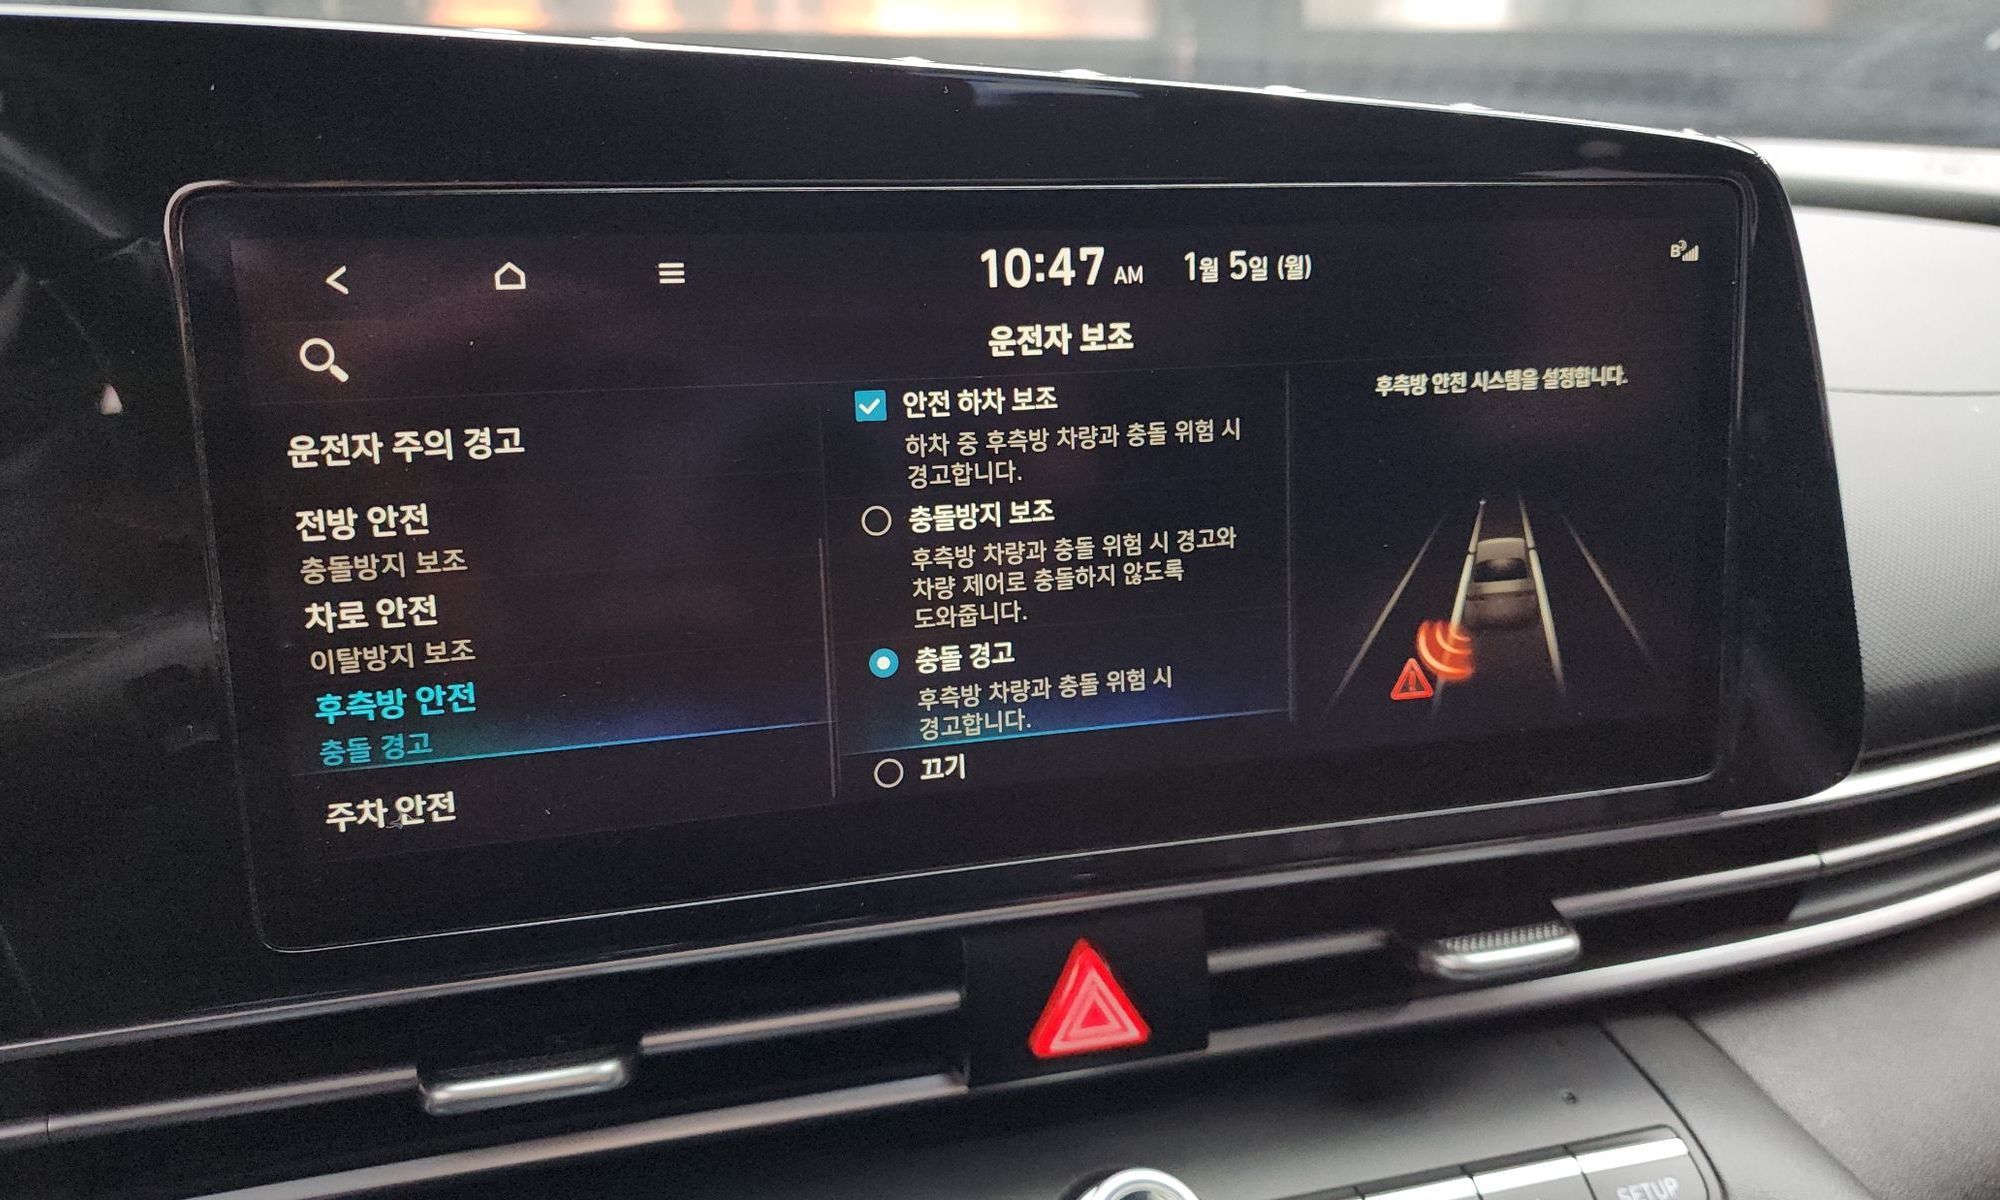 10:47 AM 1월 5일 (월)
운전자 보조
운전자 주의 경고
전방 안전
충돌방지 보조
차로 안전
이탈방지 보조
후측방 안전
충돌 경고
주차 안전
안전 하차 보조
하차 중 후측방 차량과 충돌 위험 시
경고합니다.
충돌방지 보조
후측방 차량과 충돌 위험 시 경고와
차량 제어로 충돌하지 않도록
도와줍니다.
충돌 경고
후측방 차량과 충돌 위험 시
경고합니다.
끄기
후측방 안전 시스템을 설정합니다.
SETUP